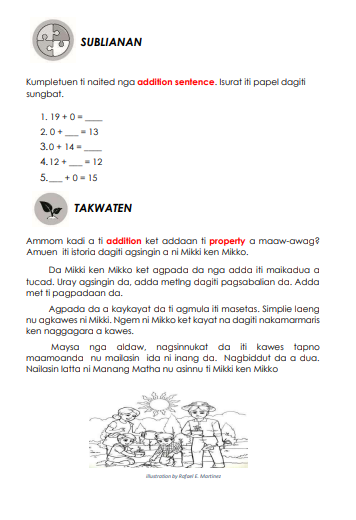 SUBLIANAN
Kumpletuen ti naited nga addition sentence. Isurat iti papel dagiti
sungbat.
1. 19 + 0 = ____
2. 0 + ___ = 13
3.0 + 14 = ____
4.12 + ___ = 12
5.___ + 0 = 15
TAKWATEN
Ammom kadi a ti addition ket addaan ti property a maaw-awag?
Amuen iti istoria dagiti agsingin a ni Mikki ken Mikko.
Da Mikki ken Mikko ket agpada da nga adda iti maikadua a
tucad. Uray agsingin da, adda metlng dagiti pagsabalian da. Adda
met ti pagpadaan da.
Agpada da a kaykayat da ti agmula iti masetas. Simplie laeng
nu agkawes ni Mikki. Ngem ni Mikko ket kayat na dagiti nakamarmaris
ken naggagara a kawes.
Maysa nga aldaw, nagsinnukat da iti kawes tapno
maamoanda nu mailasin ida ni inang da. Nagbiddut da a dua.
Nailasin latta ni Manang Matha nu asinnu ti Mikki ken Mikko
Illustration by Rafael E. Martinez